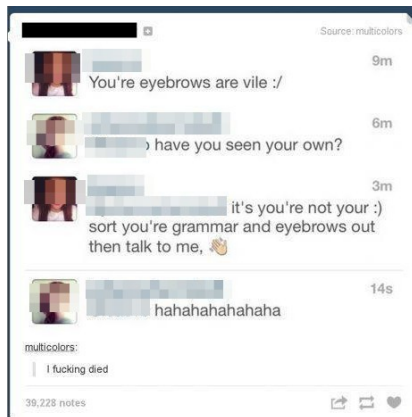 Source: multicolors
9m
You're eyebrows are vile :/
6m
have you seen your own?
3m
it's you're not your :)
sort you're grammar and eyebrows out
then talk to me, 👋
14s
hahahahahahaha
multicolors:
I fucking died
39,228 notes